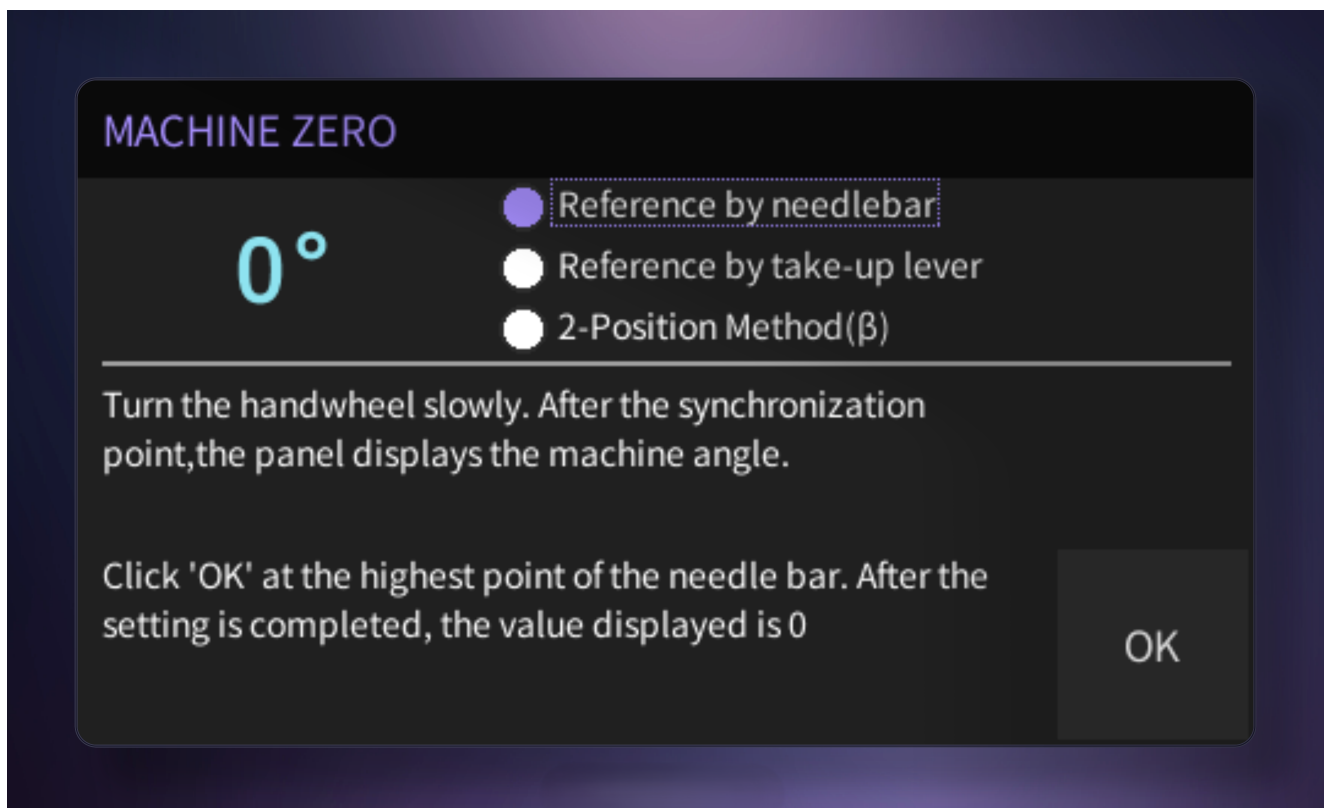 MACHINE ZERO
0°
Reference by needlebar
Reference by take-up lever
2-Position Method(β)
Turn the handwheel slowly. After the synchronization
point,the panel displays the machine angle.
Click 'OK' at the highest point of the needle bar. After the
setting is completed, the value displayed is 0
OK